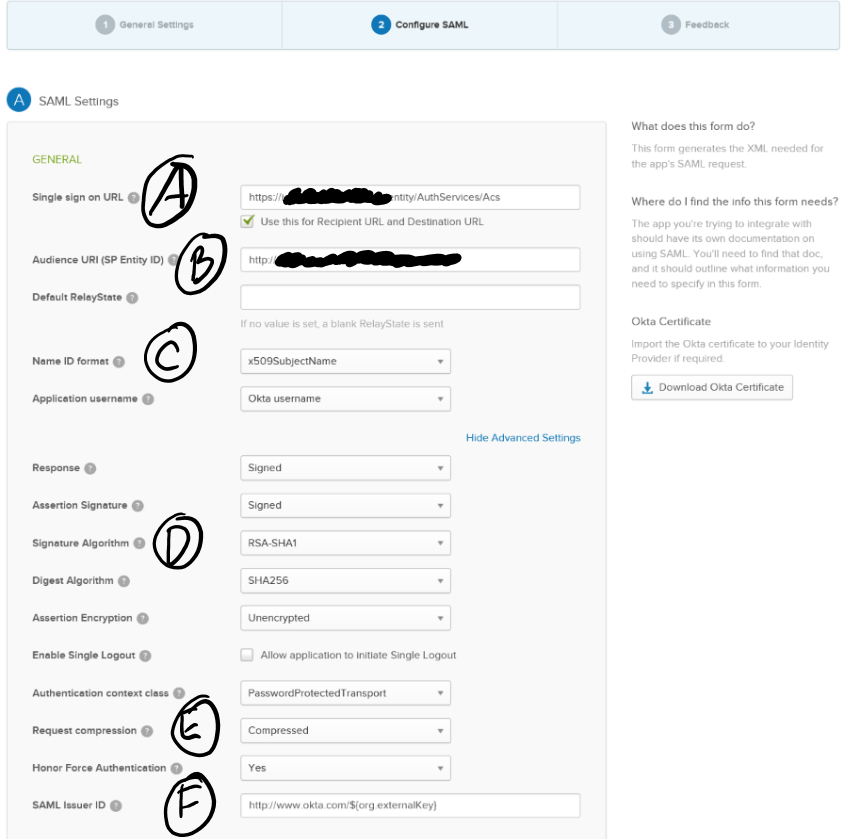 1 General Settings 2 Configure SAML 3 Feedback
A SAML Settings
GENERAL
Single sign on URL ? A https:// entity/AuthServices/Acs
Use this for Recipient URL and Destination URL
Audience URI (SP Entity ID) ? B http://
Default RelayState ?
If no value is set, a blank RelayState is sent
Name ID format ? C x509SubjectName
Application username ? Okta username
Hide Advanced Settings
Response ? Signed
Assertion Signature ? Signed
Signature Algorithm ? D RSA-SHA1
Digest Algorithm ? SHA256
Assertion Encryption ? Unencrypted
Enable Single Logout ? Allow application to initiate Single Logout
Authentication context class ? PasswordProtectedTransport
Request compression ? E Compressed
Honor Force Authentication ? Yes
SAML Issuer ID ? F http://www.okta.com/${org.externalKey}
What does this form do?
This form generates the XML needed for
the app's SAML request.
Where do I find the info this form needs?
The app you're trying to integrate with
should have its own documentation on
using SAML. You'll need to find that doc,
and it should outline what information you
need to specify in this form.
Okta Certificate
Import the Okta certificate to your Identity
Provider if required.
Download Okta Certificate